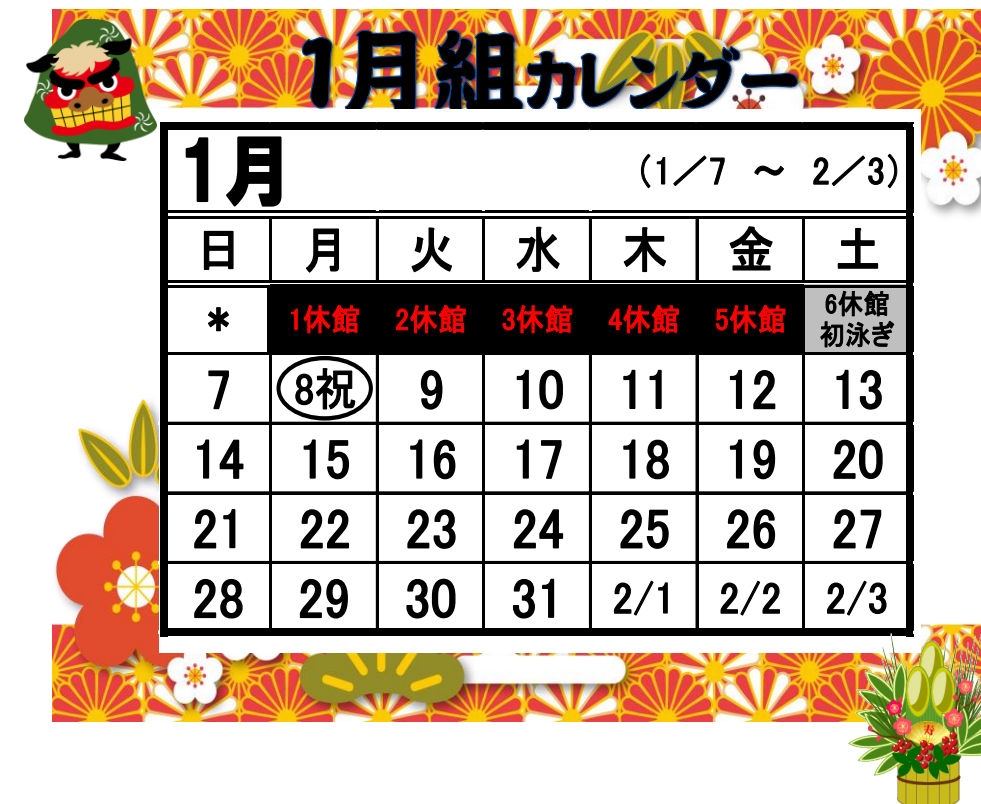 1月組カレンダー
1月 (1/7 ～ 2/3)
日 月 火 水 木 金 土
* 1休館 2休館 3休館 4休館 5休館 6休館 初泳ぎ
7 8祝 9 10 11 12 13
14 15 16 17 18 19 20
21 22 23 24 25 26 27
28 29 30 31 2/1 2/2 2/3
寿